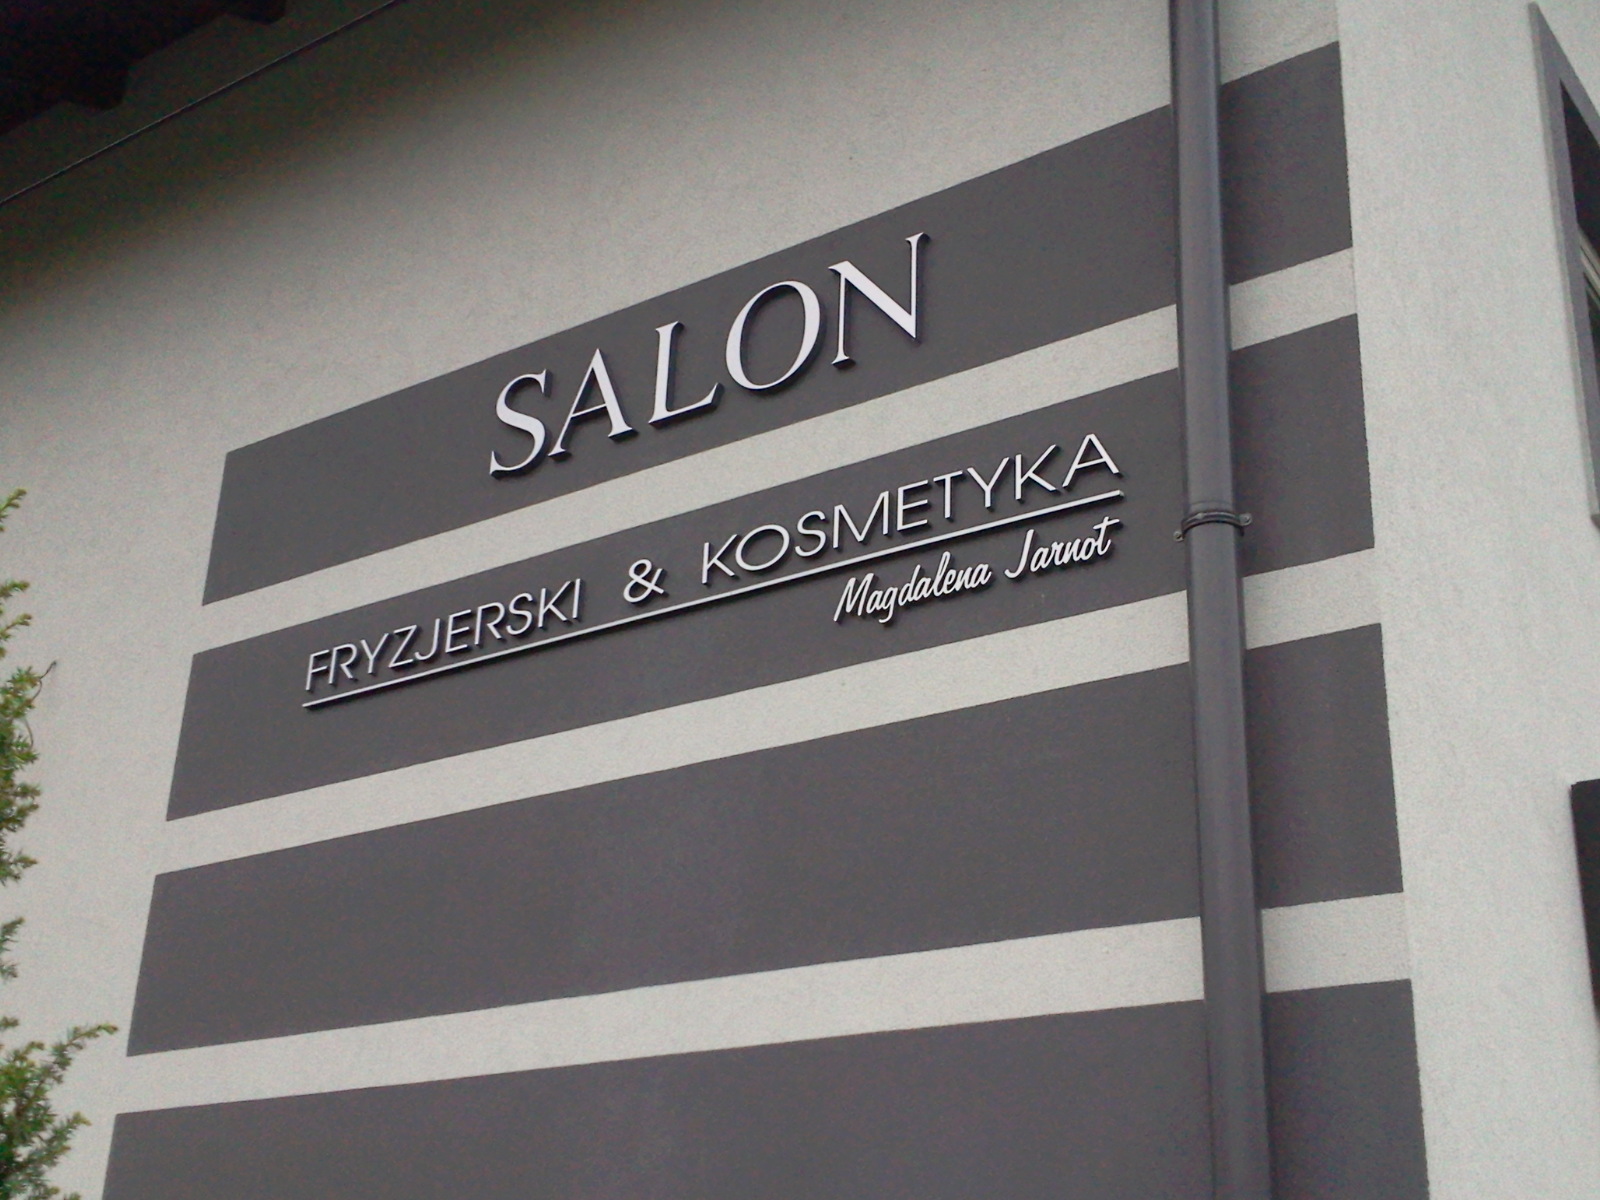 SALON
FRYZJERSKI & KOSMETYKA
Magdalena Jarnot